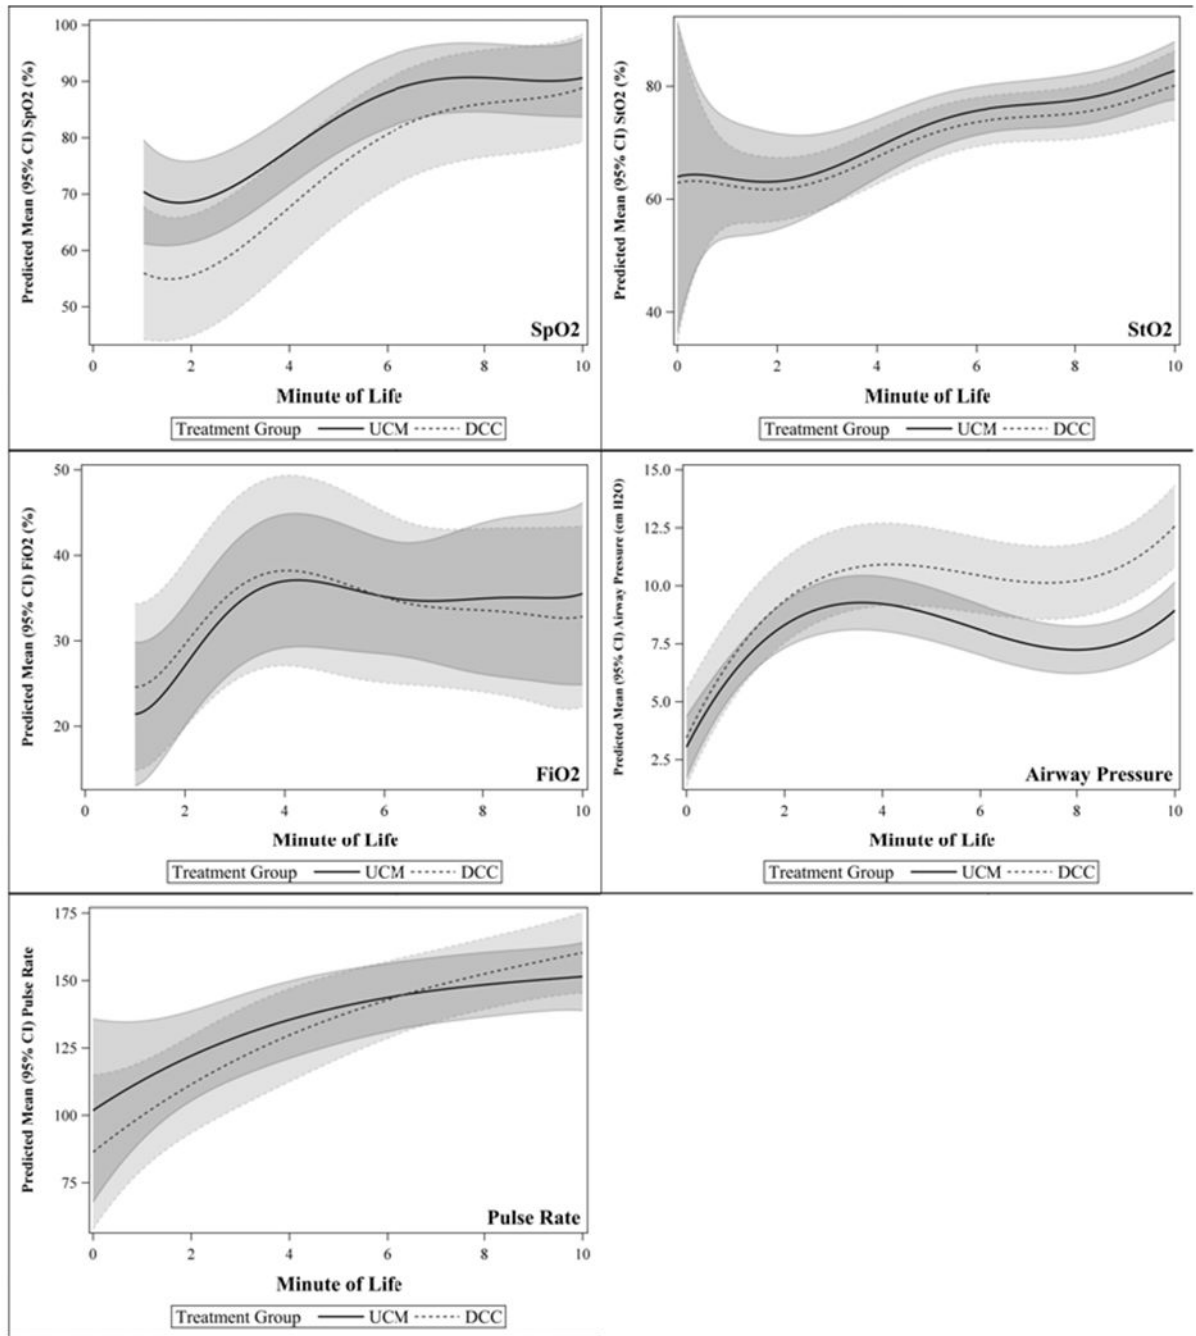 Predicted Mean (95% CI) SpO2 (%)
100
90
80
70
60
50
SpO2
0 2 4 6 8 10
Minute of Life
Treatment Group UCM DCC
Predicted Mean (95% CI) StO2 (%)
80
60
40
StO2
0 2 4 6 8 10
Minute of Life
Treatment Group UCM DCC
Predicted Mean (95% CI) FiO2 (%)
50
40
30
20
FiO2
0 2 4 6 8 10
Minute of Life
Treatment Group UCM DCC
Predicted Mean (95% CI) Airway Pressure (cm H2O)
15.0
12.5
10.0
7.5
5.0
2.5
Airway Pressure
0 2 4 6 8 10
Minute of Life
Treatment Group UCM DCC
Predicted Mean (95% CI) Pulse Rate
175
150
125
100
75
Pulse Rate
0 2 4 6 8 10
Minute of Life
Treatment Group UCM DCC